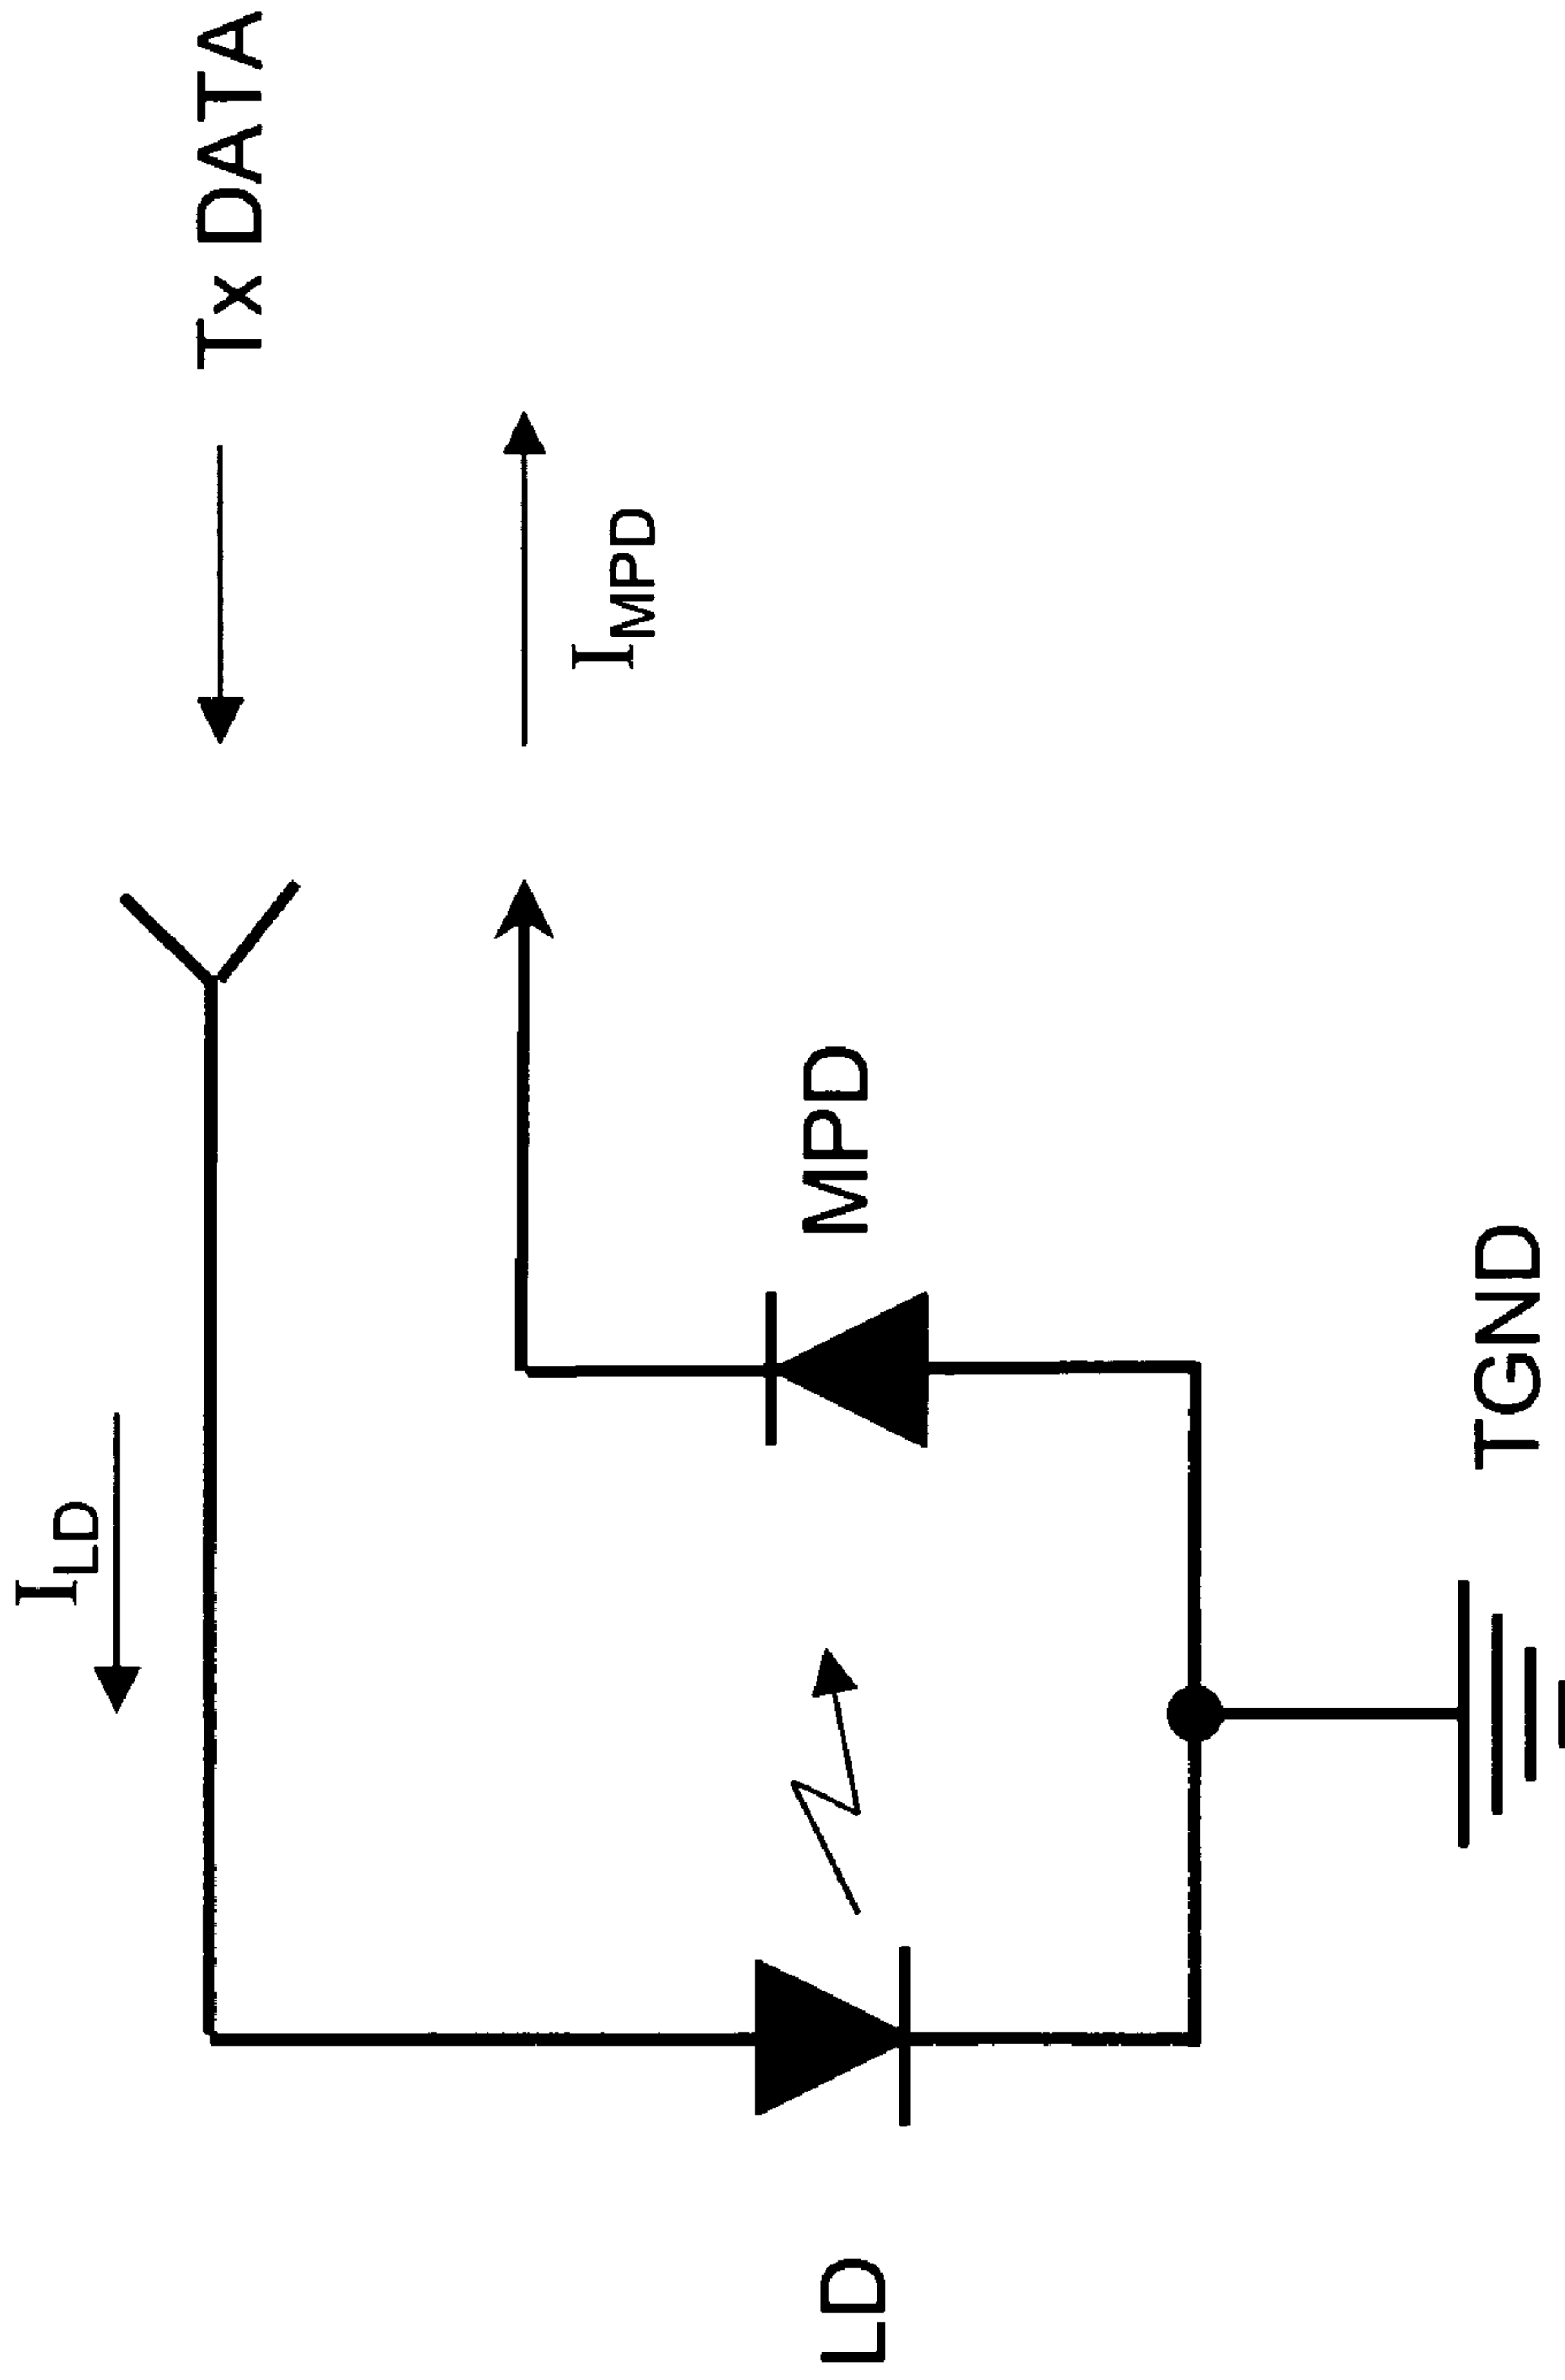 I_LD
Tx DATA
I_MPD
LD
MPD
TGND